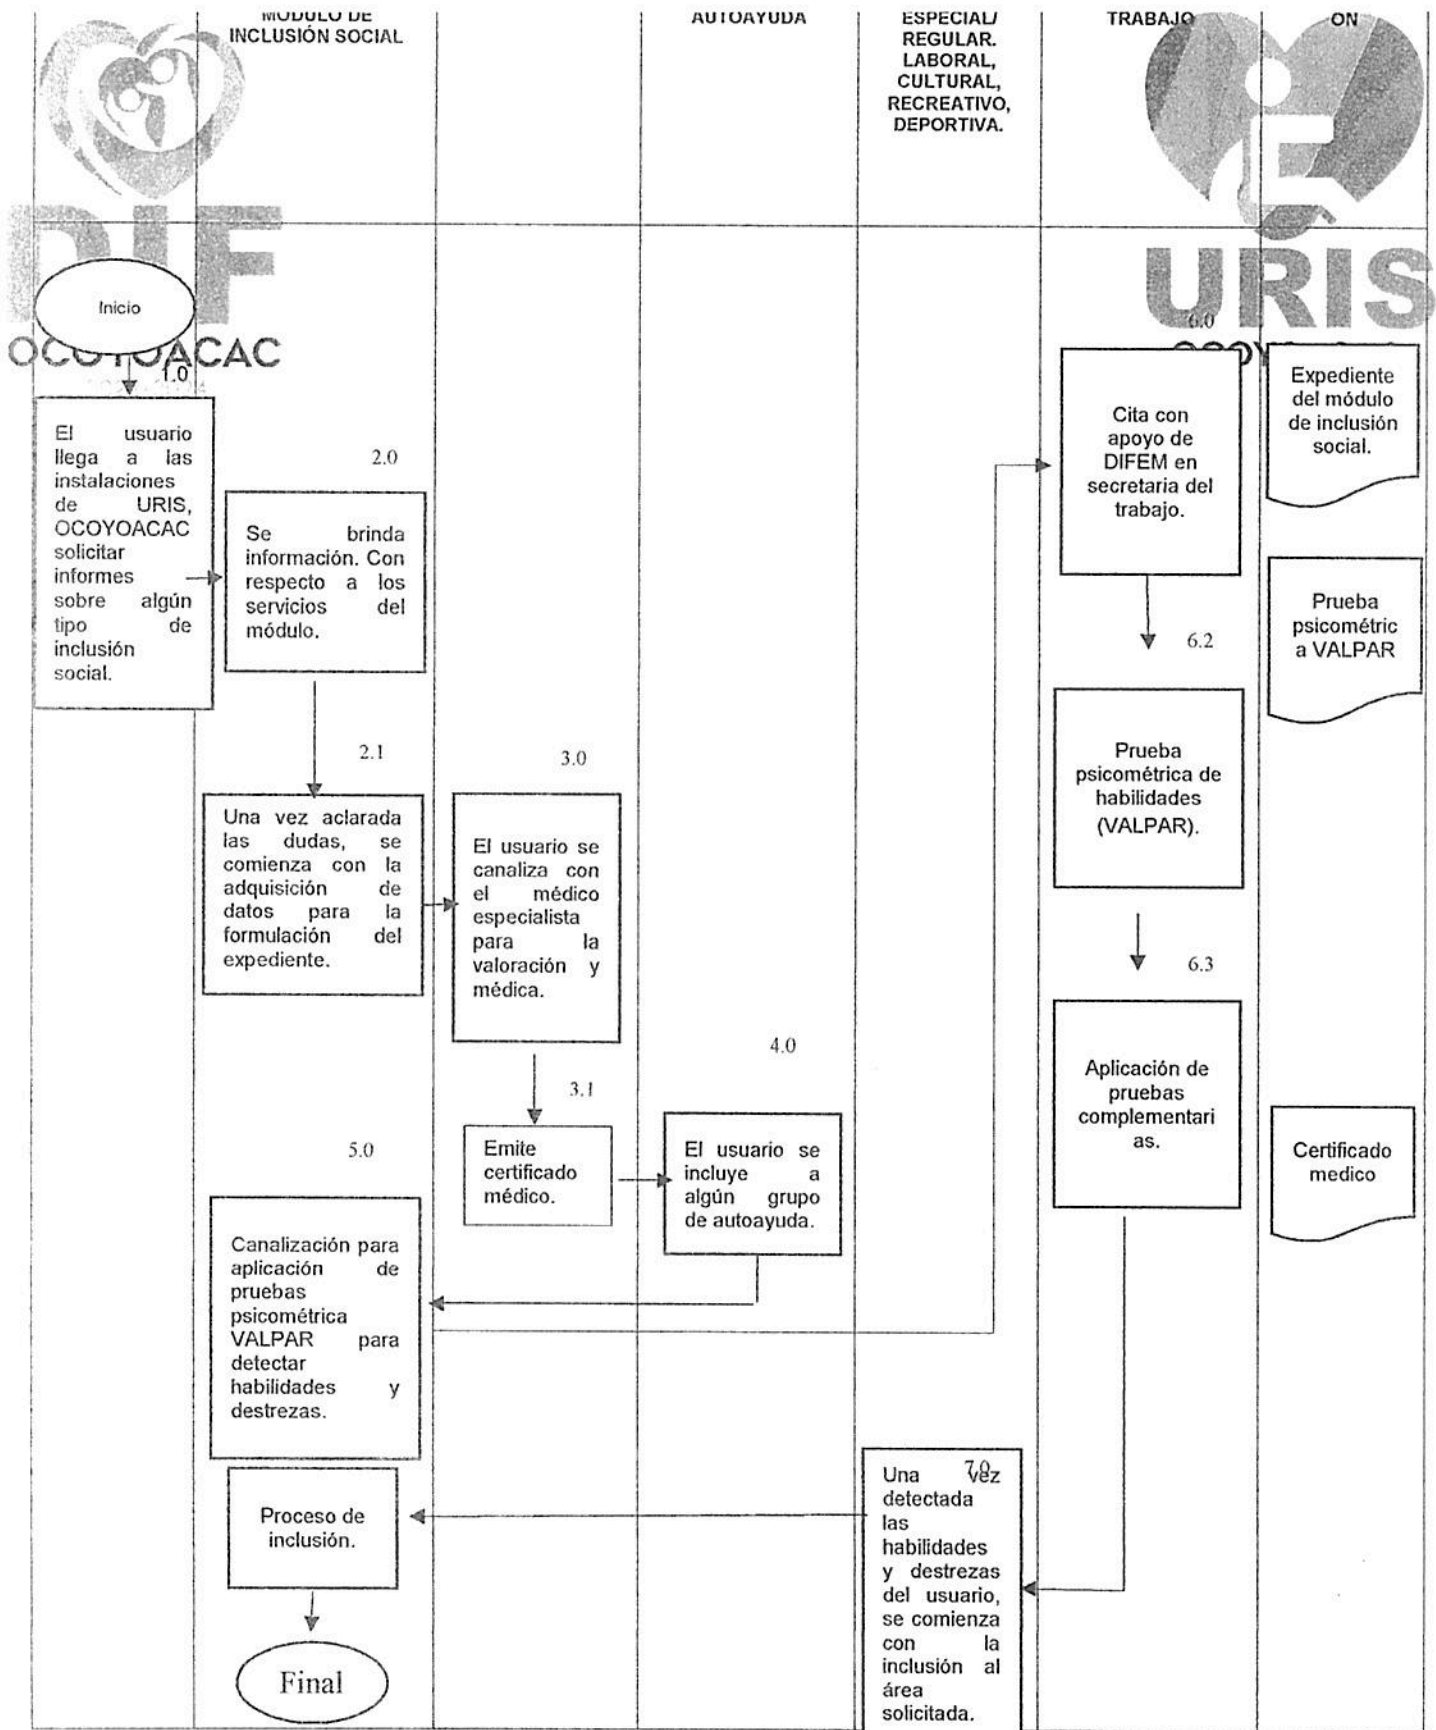 MÓDULO DE
INCLUSIÓN SOCIAL
AUTOAYUDA
ESPECIAL/
REGULAR.
LABORAL,
CULTURAL,
RECREATIVO,
DEPORTIVA.
TRABAJO
ON
DIF
OCOYOACAC
URIS
Inicio
1.0
El usuario
llega a las
instalaciones
de URIS,
OCOYOACAC
solicitar
informes
sobre algún
tipo de
inclusión
social.
2.0
Se brinda
información. Con
respecto a los
servicios del
módulo.
2.1
Una vez aclarada
las dudas, se
comienza con la
adquisición de
datos para la
formulación del
expediente.
3.0
El usuario se
canaliza con
el médico
especialista
para la
valoración y
médica.
3.1
Emite
certificado
médico.
4.0
El usuario se
incluye a
algún grupo
de autoayuda.
5.0
Canalización para
aplicación de
pruebas
psicométrica
VALPAR para
detectar
habilidades y
destrezas.
6.0
Cita con
apoyo de
DIFEM en
secretaria del
trabajo.
6.2
Prueba
psicométrica de
habilidades
(VALPAR).
6.3
Aplicación de
pruebas
complementari
as.
Expediente
del módulo
de inclusión
social.
Prueba
psicométric
a VALPAR
Certificado
medico
7.0
Una vez
detectada
las
habilidades
y destrezas
del usuario,
se comienza
con la
inclusión al
área
solicitada.
Proceso de
inclusión.
Final